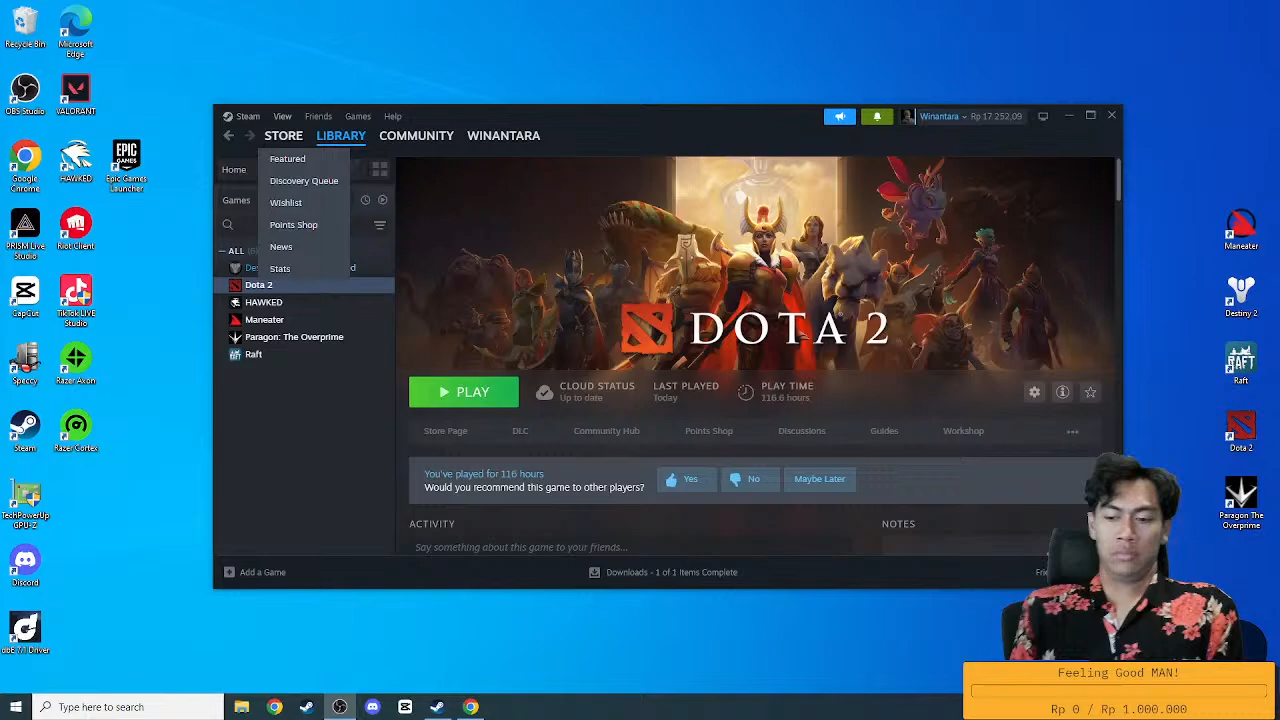 Recycle Bin
Microsoft Edge
OBS Studio
VALORANT
Google Chrome
HAWKED
EPIC GAMES
Epic Games Launcher
PRISM Live Studio
Riot Client
CapCut
TikTok LIVE Studio
Speccy
Razer Axon
Steam
Razer Cortex
TechPowerUp GPU-Z
Discord
Steam View Friends Games Help
Winantara Rp 17 252,09
STORE LIBRARY COMMUNITY WINANTARA
Home
Games
ALL
Featured
Discovery Queue
Wishlist
Points Shop
News
Stats
Dota 2
HAWKED
Maneater
Paragon: The Overprime
Raft
DOTA 2
PLAY
CLOUD STATUS
Up to date
LAST PLAYED
Today
PLAY TIME
116.6 hours
Store Page DLC Community Hub Points Shop Discussions Guides Workshop
You've played for 116 hours
Would you recommend this game to other players?
Yes No Maybe Later
ACTIVITY
NOTES
Say something about this game to your friends...
Add a Game
Downloads - 1 of 1 Items Complete
Maneater
Destiny 2
RAFT
Raft
Dota 2
Paragon The Overprime
Feeling Good MAN!
Rp 0 / Rp 1.000.000
Type here to search